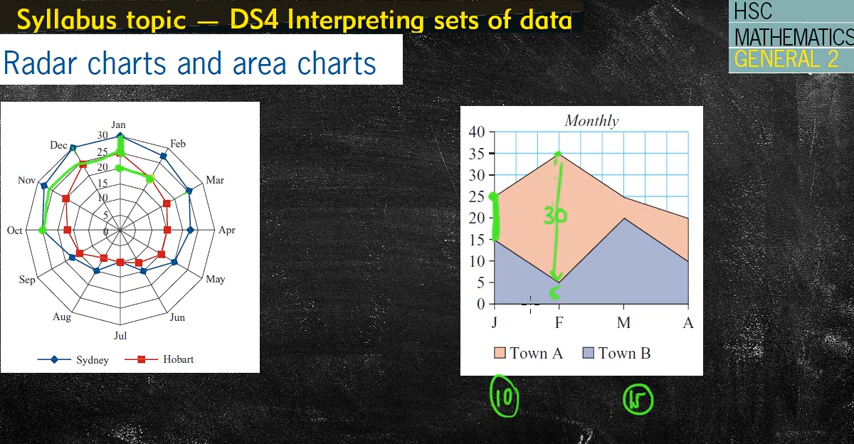 Syllabus topic — DS4 Interpreting sets of data
HSC
MATHEMATICS
GENERAL 2
Radar charts and area charts
Jan
Feb
Mar
Apr
May
Jun
Jul
Aug
Sep
Oct
Nov
Dec
30
25
20
15
10
5
0
Sydney
Hobart
Monthly
40
35
30
25
20
15
10
5
0
30
5
J F M A
Town A Town B
10
15